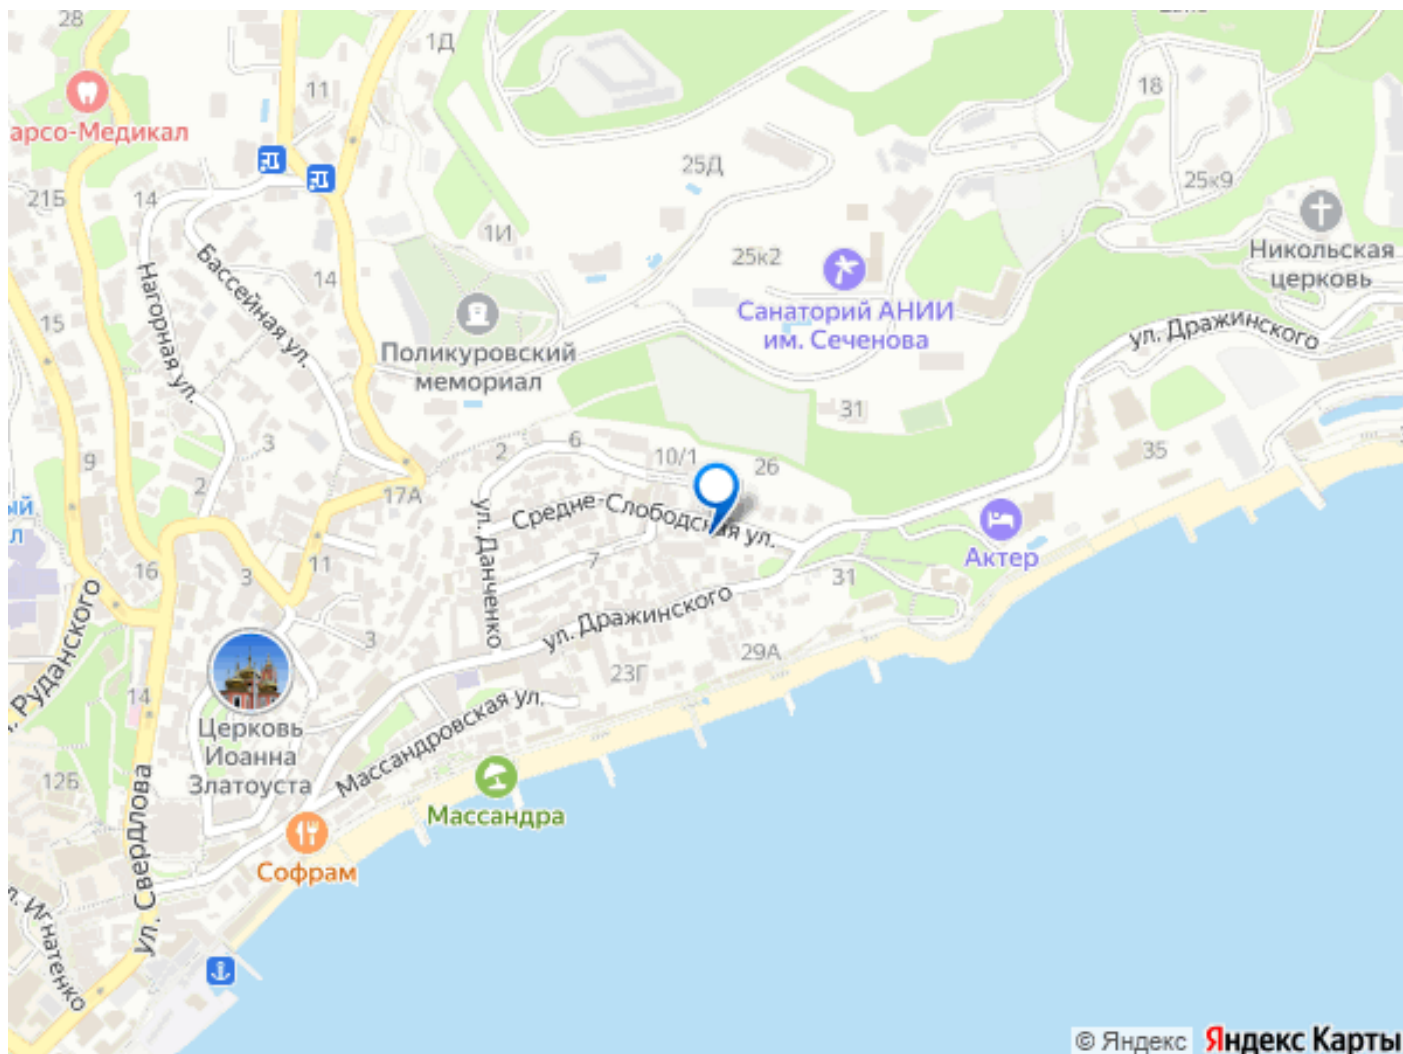 28
1Д
11
18
арсо-Медикал
25Д
21Б
14
25к9
1И
Никольская
церковь
Бассейная ул.
Нагорная ул.
14
25к2
Санаторий АНИИ
им. Сеченова
15
Поликуровский
мемориал
ул. Дражинского
31
3
2
6
10/1
26
35
9
2
17А
ый
л
ул. Данченко
Средне-Слободская ул.
Актер
16
3
11
7
31
ул. Дражинского
3
29А
23Г
Руданского
14
Церковь
Иоанна
Златоуста
Массандровская ул.
12Б
Массандра
Софрам
ул. Свердлова
л. Игнатенко
© Яндекс Яндекс Карты